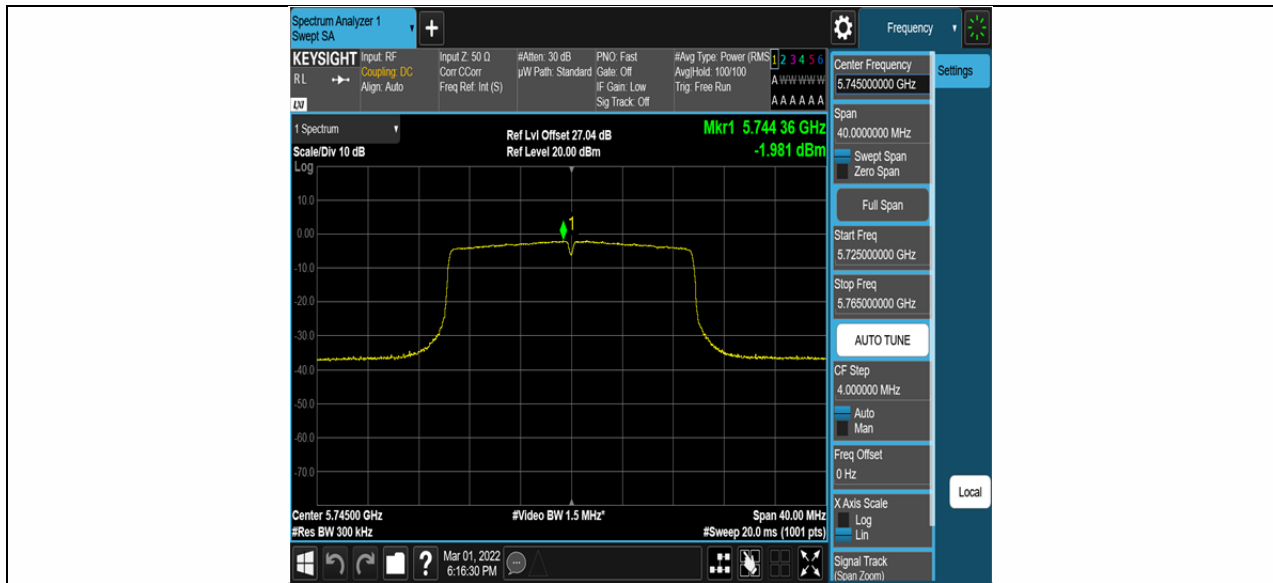 Spectrum Analyzer 1
Swept SA
+
Frequency
KEYSIGHT
RL
LXI
Input: RF
Coupling: DC
Align: Auto
Input Z: 50 Ω
Corr CCorr
Freq Ref: Int (S)
#Atten: 30 dB
µW Path: Standard
PNO: Fast
Gate: Off
IF Gain: Low
Sig Track: Off
#Avg Type: Power (RMS
Avg|Hold: 100/100
Trig: Free Run
1 2 3 4 5 6
A W W W W W
A A A A A A
1 Spectrum
Scale/Div 10 dB
Log
Ref Lvl Offset 27.04 dB
Ref Level 20.00 dBm
Mkr1 5.744 36 GHz
-1.981 dBm
10.0
0.00
-10.0
-20.0
-30.0
-40.0
-50.0
-60.0
-70.0
1
Center 5.74500 GHz
#Res BW 300 kHz
#Video BW 1.5 MHz*
Span 40.00 MHz
#Sweep 20.0 ms (1001 pts)
?
Mar 01, 2022
6:16:30 PM
Center Frequency
5.745000000 GHz
Span
40.0000000 MHz
Swept Span
Zero Span
Full Span
Start Freq
5.725000000 GHz
Stop Freq
5.765000000 GHz
AUTO TUNE
CF Step
4.000000 MHz
Auto
Man
Freq Offset
0 Hz
X Axis Scale
Log
Lin
Signal Track
(Span Zoom)
Settings
Local